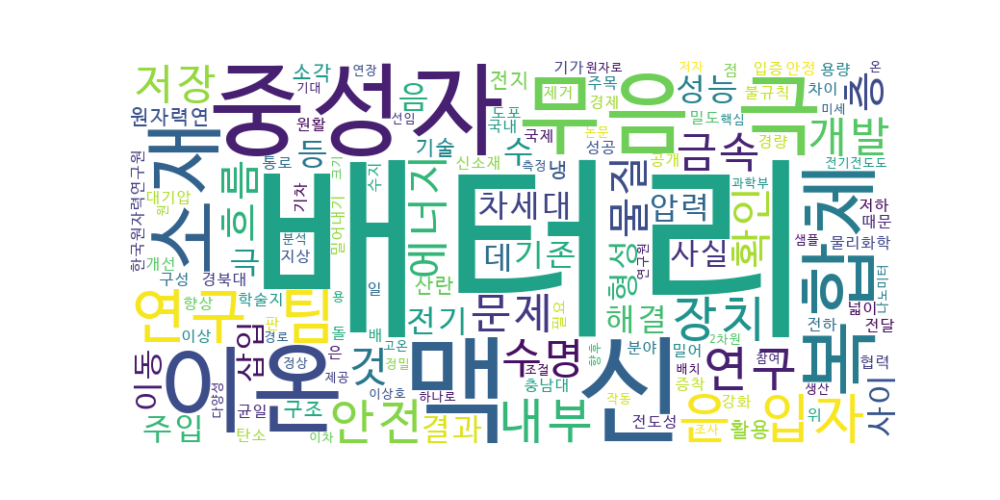 배터리
중성자
맥신
이온
무음극
복합체
소재
연구
팀
은
입자
안전
내부
수명
장치
문제
전기
금속
개발
층
저장
흐름
에너지
차세대
물질
압력
확인
사실
기존
데
형성
해결
연구
사이
이동
삽입
것
결과
주입
등
수
음
전지
성능
기술
냉
소각
기대
연장
원자력연
원활
선임
도포
국내
국제
신소재
측정
성공
논문
제거
기가
원자로
주목
경제
저자
점
밀도
핵심
불규칙
입증
안정
용량
온
차이
미세
경량
공개
과학부
전기전도도
한국원자력연구원
대기압
원
통로
기차
크기
수지
밀어내기
분석
지상
개선
구성
경북대
향상
학술지
용
판
경로
돌
일
배
산란
필요
연구원
저하
때문
샘플
물리화학
나노미터
넓이
전하
전달
이상
정상
은
고온
정밀
제공
이상호
하나로
조절
향후
충남대
분야
밀어
2차원
배치
참여
증착
협력
생산
다양성
균일
구조
탄소
이차
작동
전도성
강화
조사
활용
위